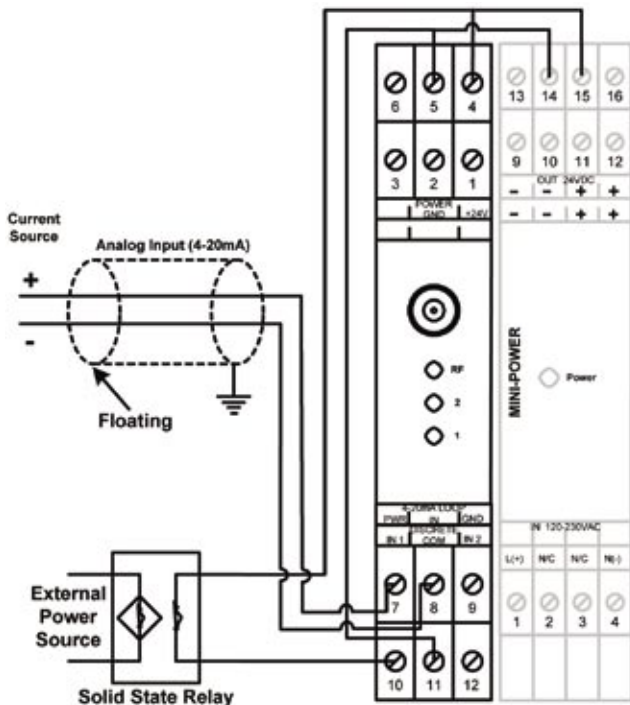 6 5 4 13 14 15 16
3 2 1 9 10 11 12
OUT 24VDC
POWER
GND +24V
- - + +
- - + +
Current
Source
Analog Input (4-20mA)
+
-
Floating
RF
2
1
MINI-POWER
Power
4-20mA LOOP
PWR IN GND
DISCRETE
IN 1 COM IN 2
IN 120-230VAC
L(+) N/C N/C N(-)
7 8 9 1 2 3 4
External
Power
Source
10 11 12
Solid State Relay